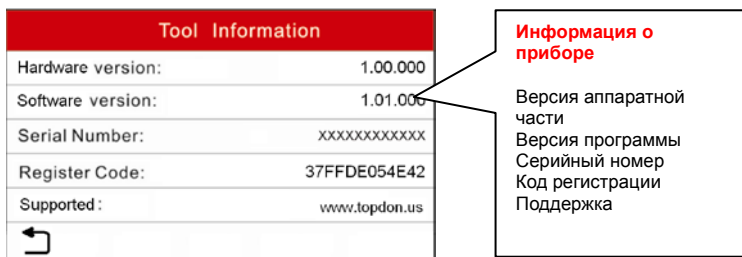 Tool Information
Hardware version: 1.00.000
Software version: 1.01.000
Serial Number: XXXXXXXXXXXX
Register Code: 37FFDE054E42
Supported: www.topdon.us
Информация о
приборе
Версия аппаратной
части
Версия программы
Серийный номер
Код регистрации
Поддержка